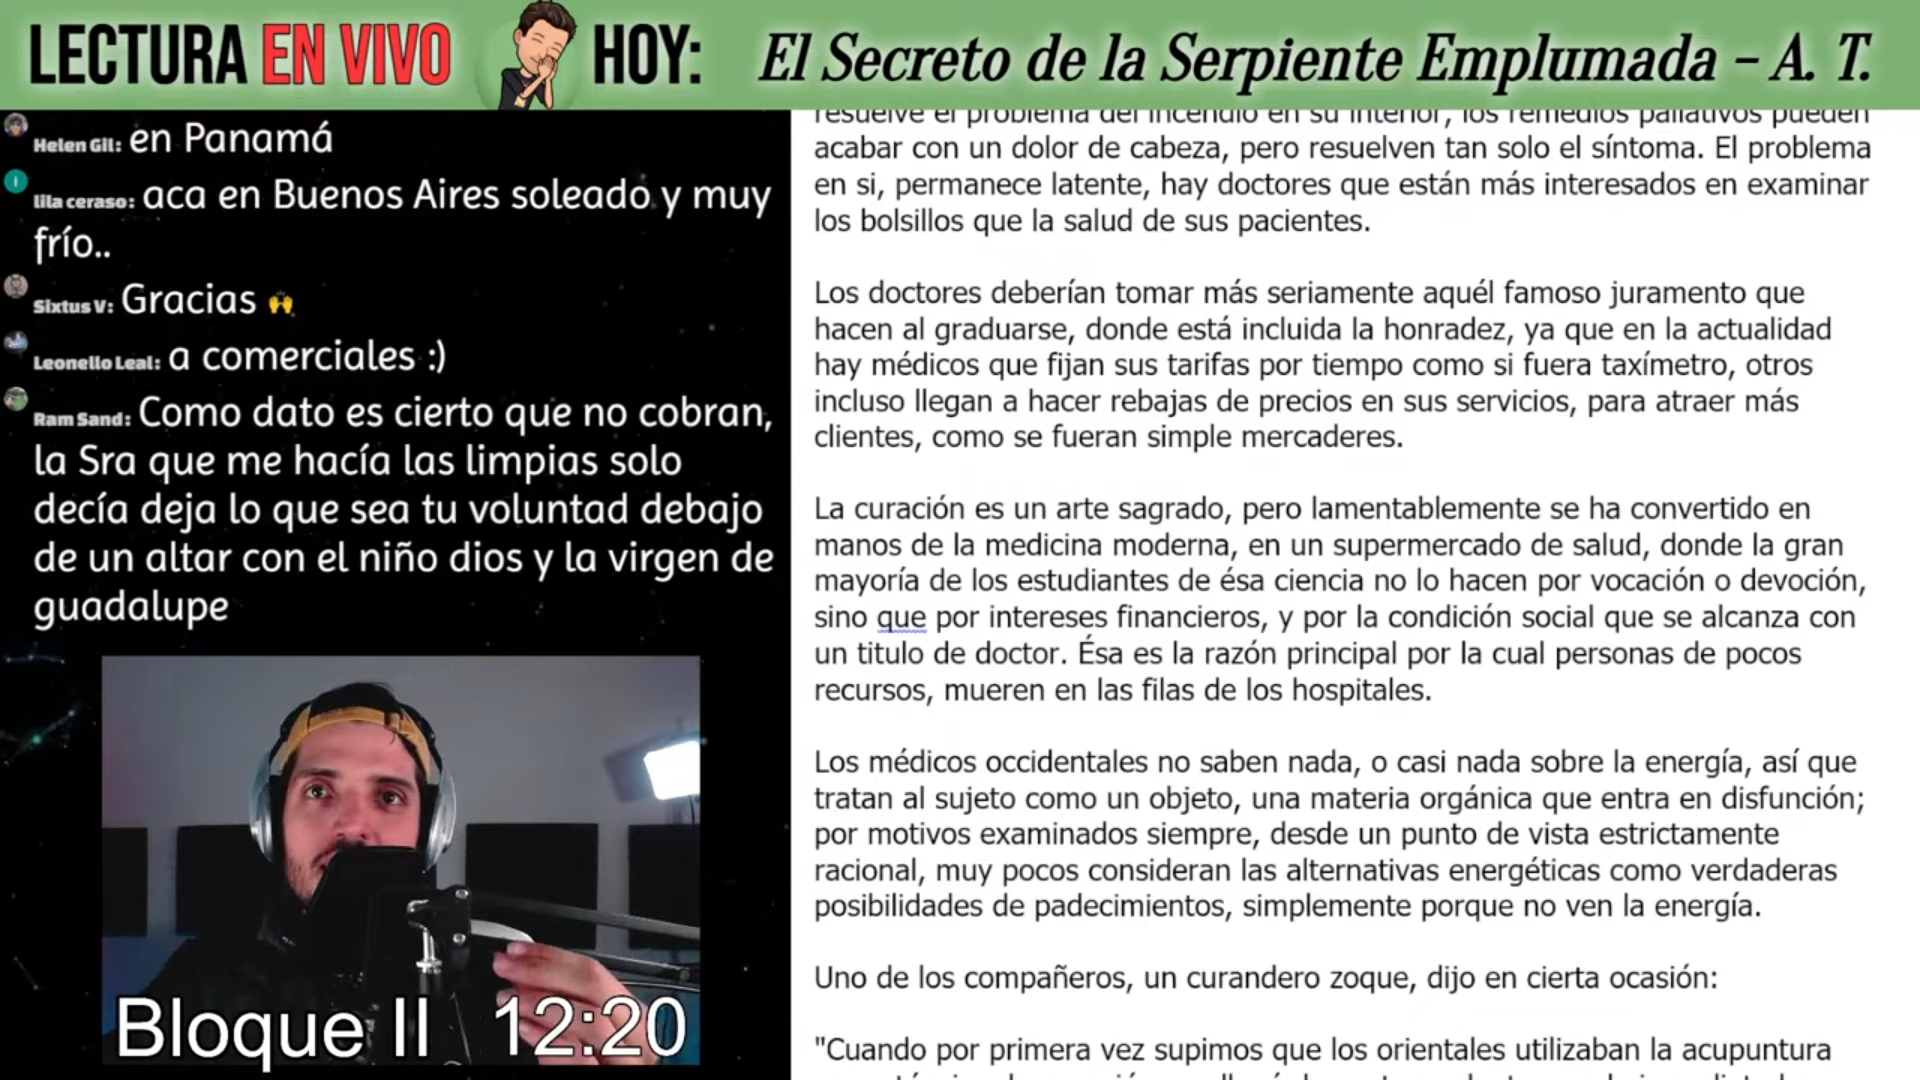 LECTURA EN VIVO HOY: El Secreto de la Serpiente Emplumada - A. T.
Helen Gil: en Panamá
lila ceraso: aca en Buenos Aires soleado y muy
frío..
Sixtus V: Gracias 🙌
Leonello Leal: a comerciales :)
Ram Sand: Como dato es cierto que no cobran,
la Sra que me hacía las limpias solo
decía deja lo que sea tu voluntad debajo
de un altar con el niño dios y la virgen de
guadalupe
Bloque II 12:20
resuelve el problema del incendio en su interior, los remedios paliativos pueden
acabar con un dolor de cabeza, pero resuelven tan solo el síntoma. El problema
en si, permanece latente, hay doctores que están más interesados en examinar
los bolsillos que la salud de sus pacientes.
Los doctores deberían tomar más seriamente aquél famoso juramento que
hacen al graduarse, donde está incluida la honradez, ya que en la actualidad
hay médicos que fijan sus tarifas por tiempo como si fuera taxímetro, otros
incluso llegan a hacer rebajas de precios en sus servicios, para atraer más
clientes, como se fueran simple mercaderes.
La curación es un arte sagrado, pero lamentablemente se ha convertido en
manos de la medicina moderna, en un supermercado de salud, donde la gran
mayoría de los estudiantes de ésa ciencia no lo hacen por vocación o devoción,
sino que por intereses financieros, y por la condición social que se alcanza con
un titulo de doctor. Ésa es la razón principal por la cual personas de pocos
recursos, mueren en las filas de los hospitales.
Los médicos occidentales no saben nada, o casi nada sobre la energía, así que
tratan al sujeto como un objeto, una materia orgánica que entra en disfunción;
por motivos examinados siempre, desde un punto de vista estrictamente
racional, muy pocos consideran las alternativas energéticas como verdaderas
posibilidades de padecimientos, simplemente porque no ven la energía.
Uno de los compañeros, un curandero zoque, dijo en cierta ocasión:
"Cuando por primera vez supimos que los orientales utilizaban la acupuntura